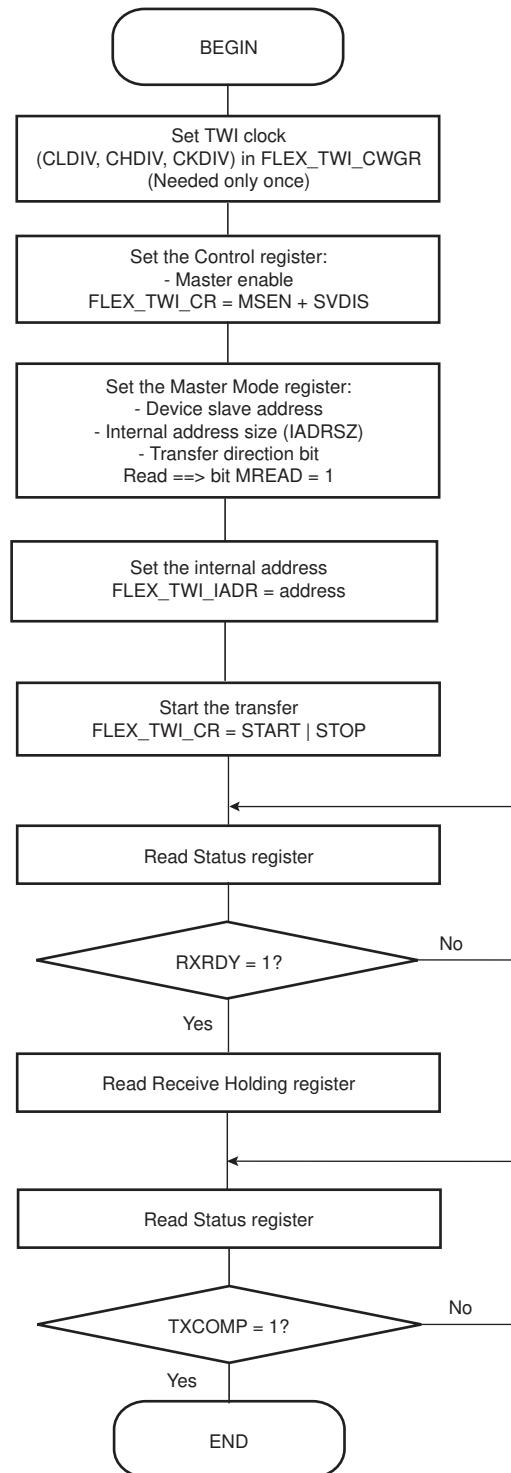 BEGIN
Set TWI clock
(CLDIV, CHDIV, CKDIV) in FLEX_TWI_CWGR
(Needed only once)
Set the Control register:
- Master enable
FLEX_TWI_CR = MSEN + SVDIS
Set the Master Mode register:
- Device slave address
- Internal address size (IADRSZ)
- Transfer direction bit
Read ==> bit MREAD = 1
Set the internal address
FLEX_TWI_IADR = address
Start the transfer
FLEX_TWI_CR = START | STOP
Read Status register
RXRDY = 1?
No
Yes
Read Receive Holding register
Read Status register
TXCOMP = 1?
No
Yes
END